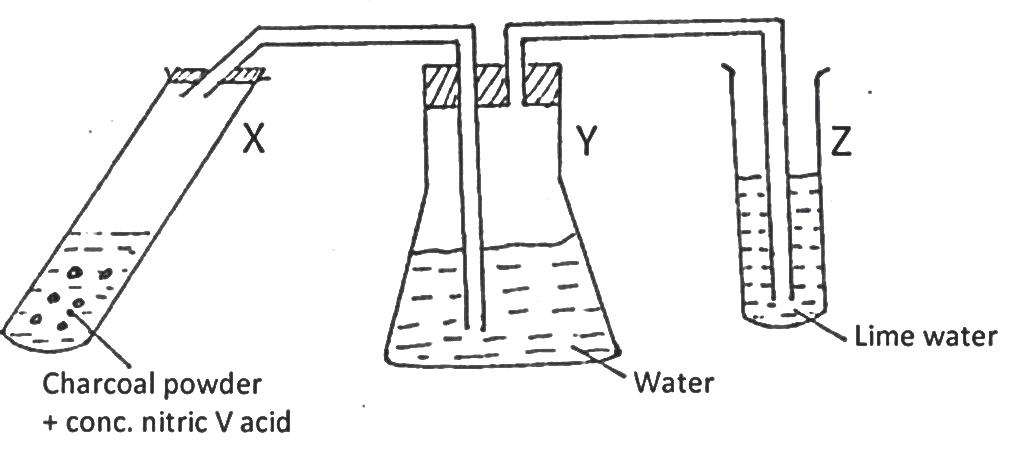 X
Y
Z
Lime water
Water
Charcoal powder
+ conc. nitric V acid